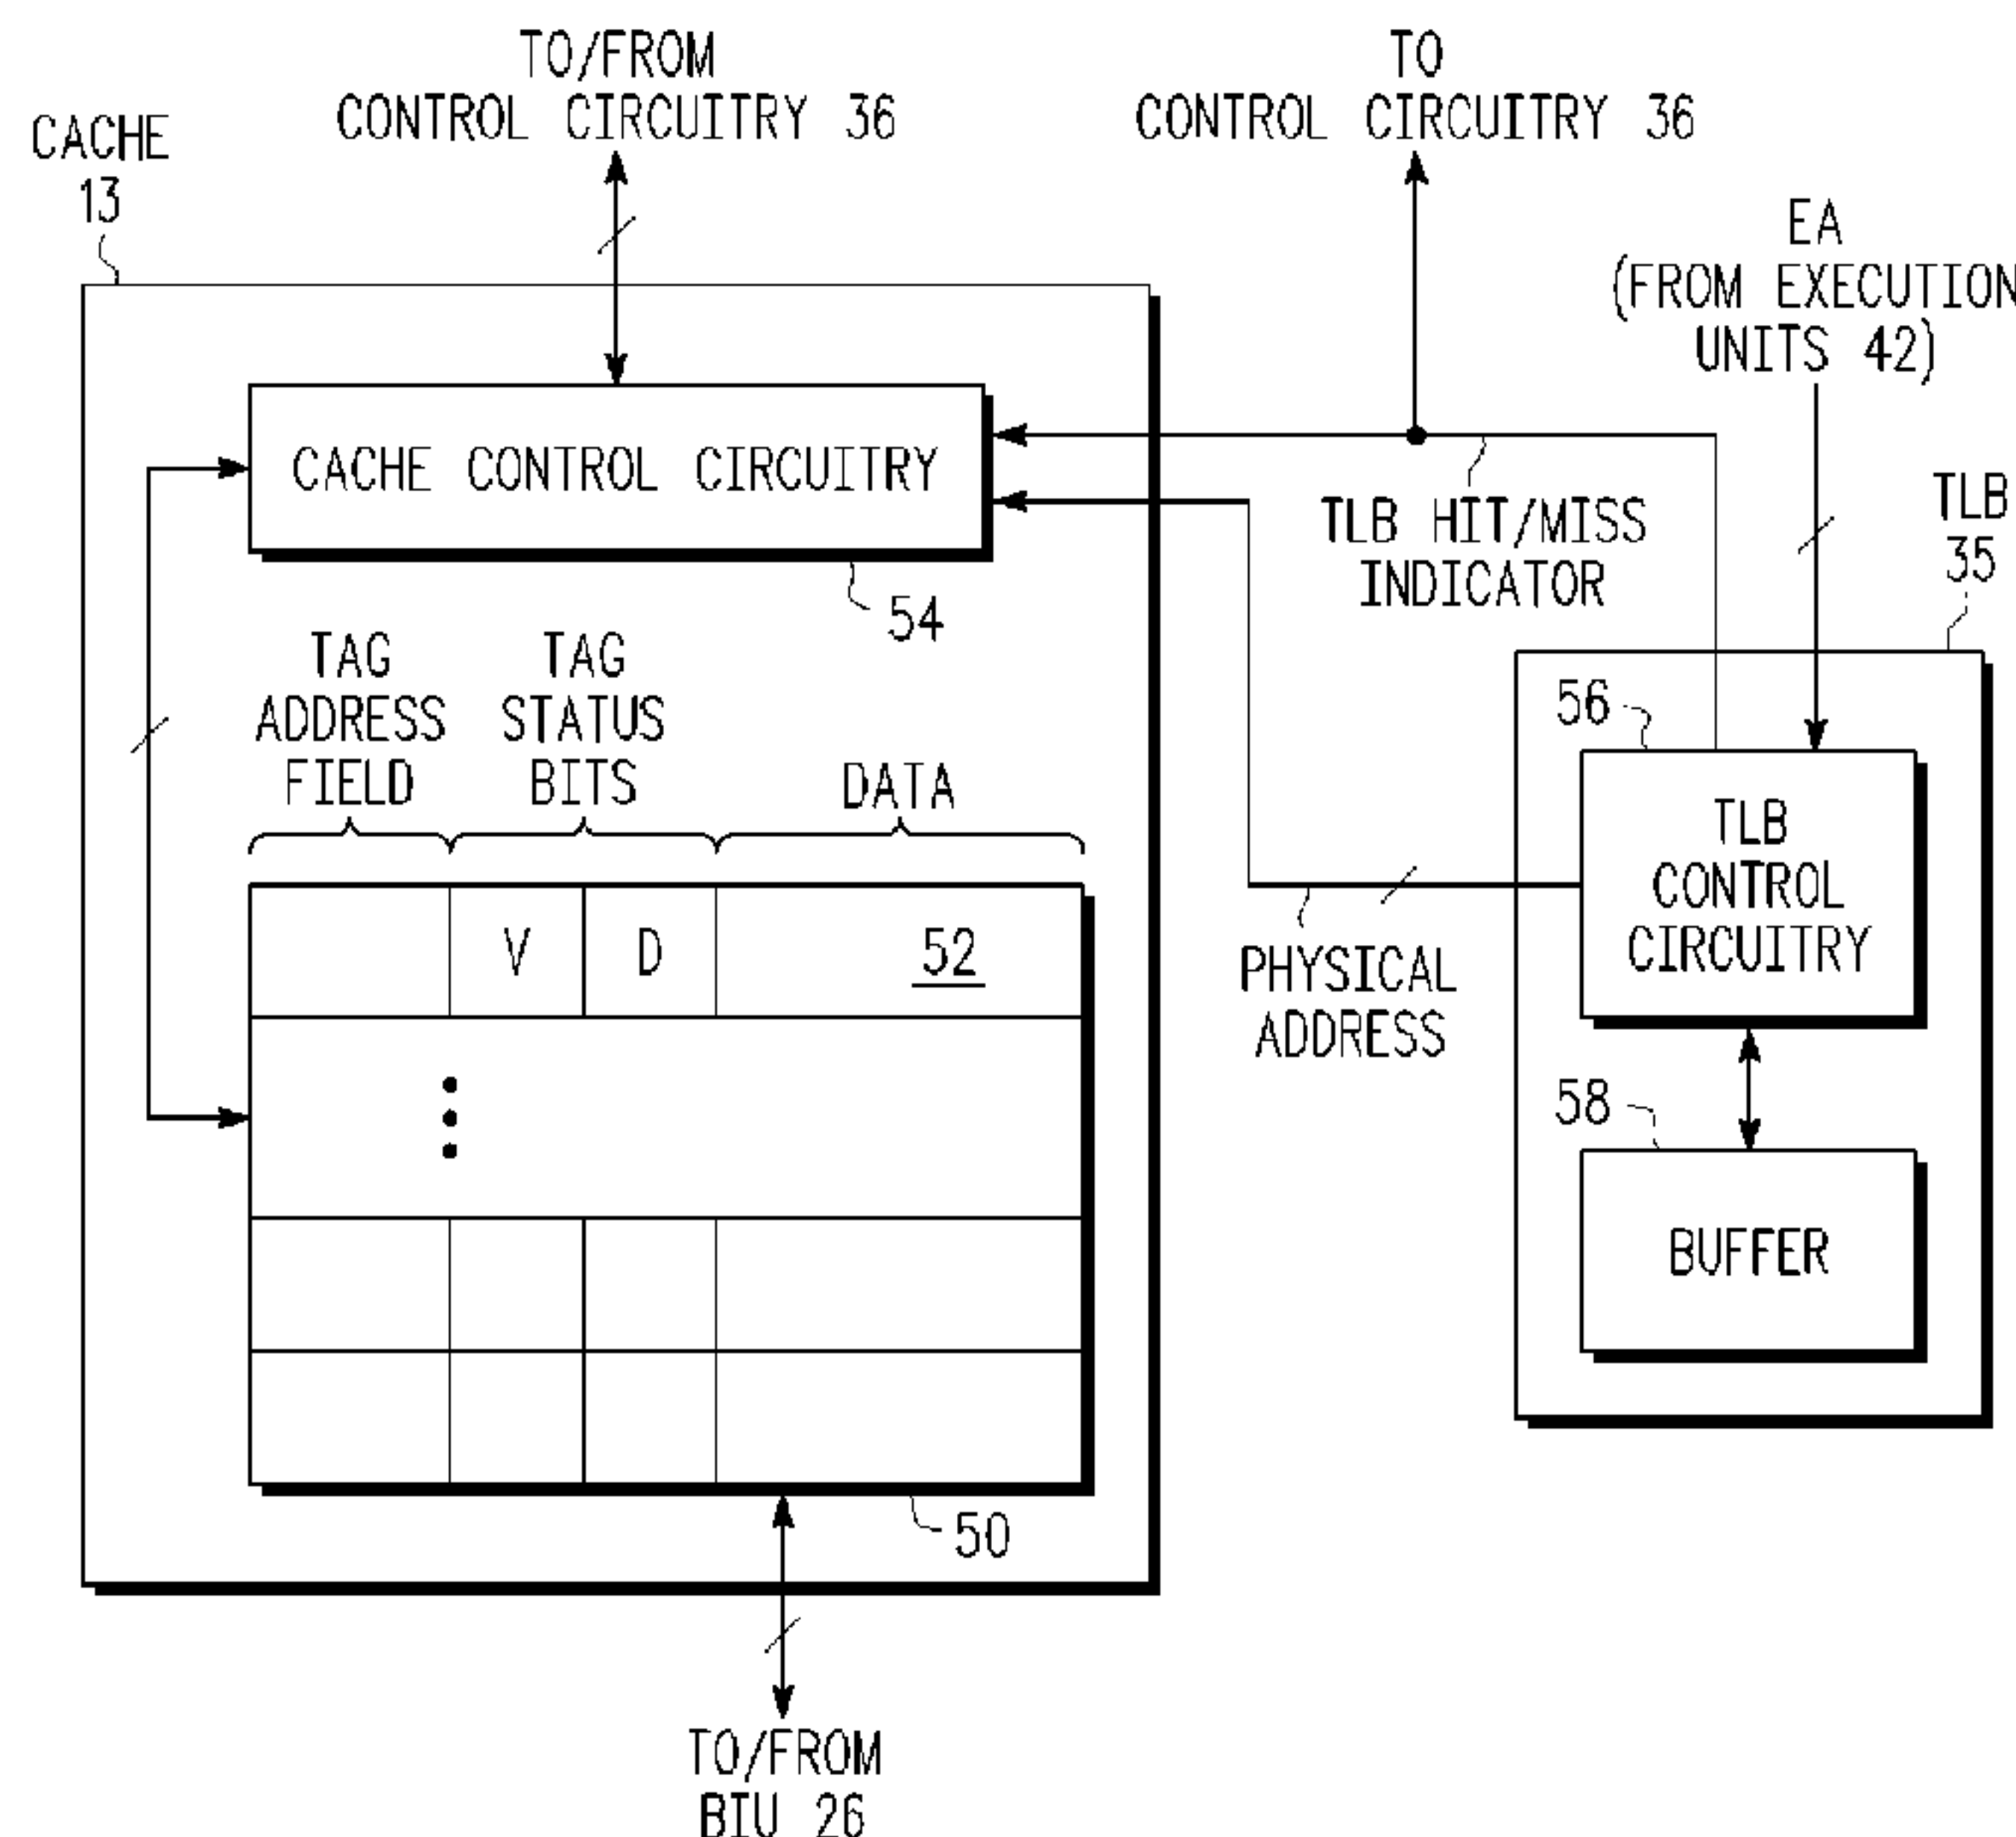 TO/FROM
CONTROL CIRCUITRY 36
TO
CONTROL CIRCUITRY 36
CACHE
13
EA
(FROM EXECUTION
UNITS 42)
CACHE CONTROL CIRCUITRY
TLB HIT/MISS
INDICATOR
TLB
35
54
TAG
ADDRESS
FIELD
TAG
STATUS
BITS
DATA
56
TLB
CONTROL
CIRCUITRY
V
D
52
PHYSICAL
ADDRESS
58
BUFFER
50
TO/FROM
BIU 26